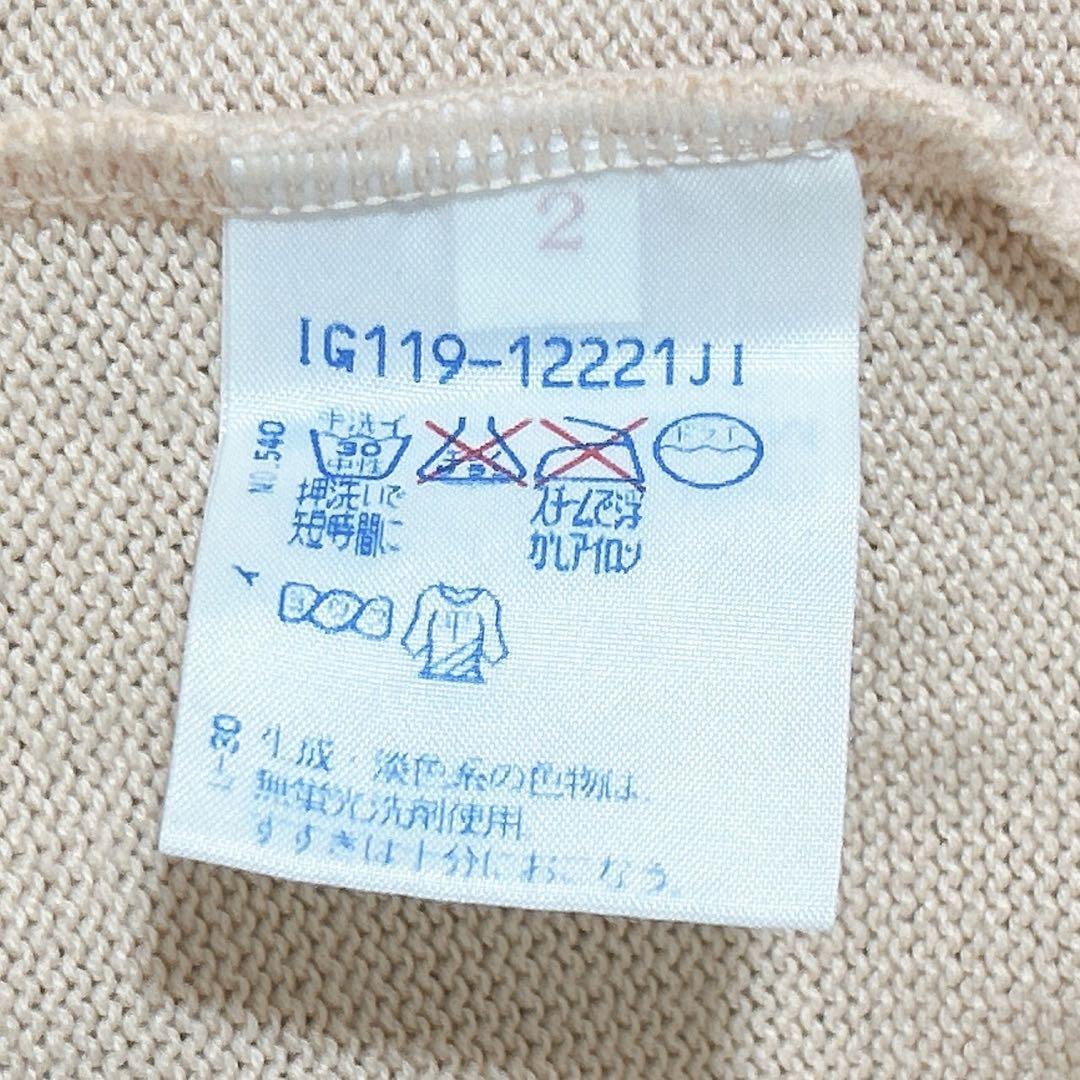 2
IG119-12221JI
NO.540
手洗イ
30
中性
ドライ
押洗いで
短時間に
スチームで浮
かしアイロン
平
生成・淡色系の色物は、
無蛍光洗剤使用
すすぎは十分におこなう。